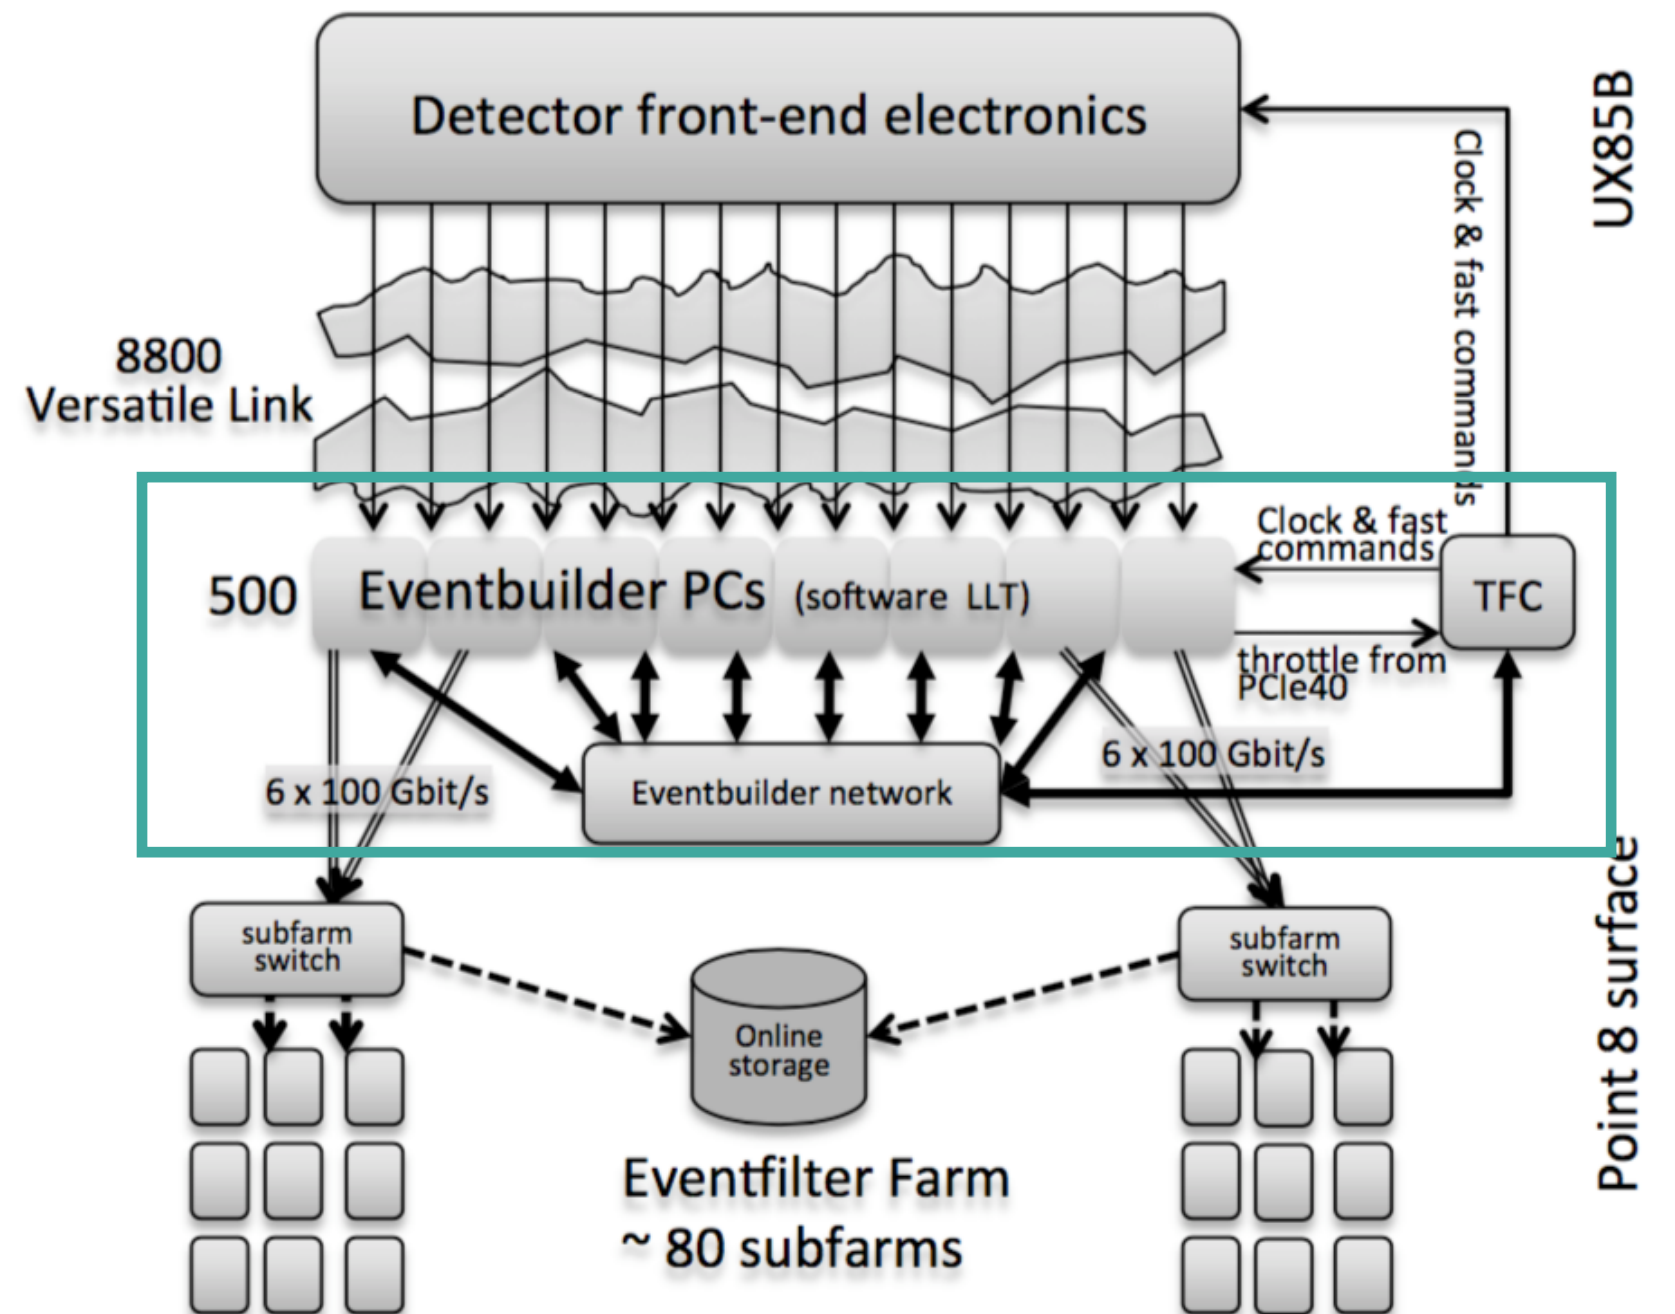 Detector front-end electronics
UX85B
Clock & fast commands
8800
Versatile Link
Clock & fast
commands
500
Eventbuilder PCs (software LLT)
TFC
throttle from
PCIe40
6 x 100 Gbit/s
6 x 100 Gbit/s
Eventbuilder network
Point 8 surface
subfarm
switch
subfarm
switch
Online
storage
Eventfilter Farm
~ 80 subfarms